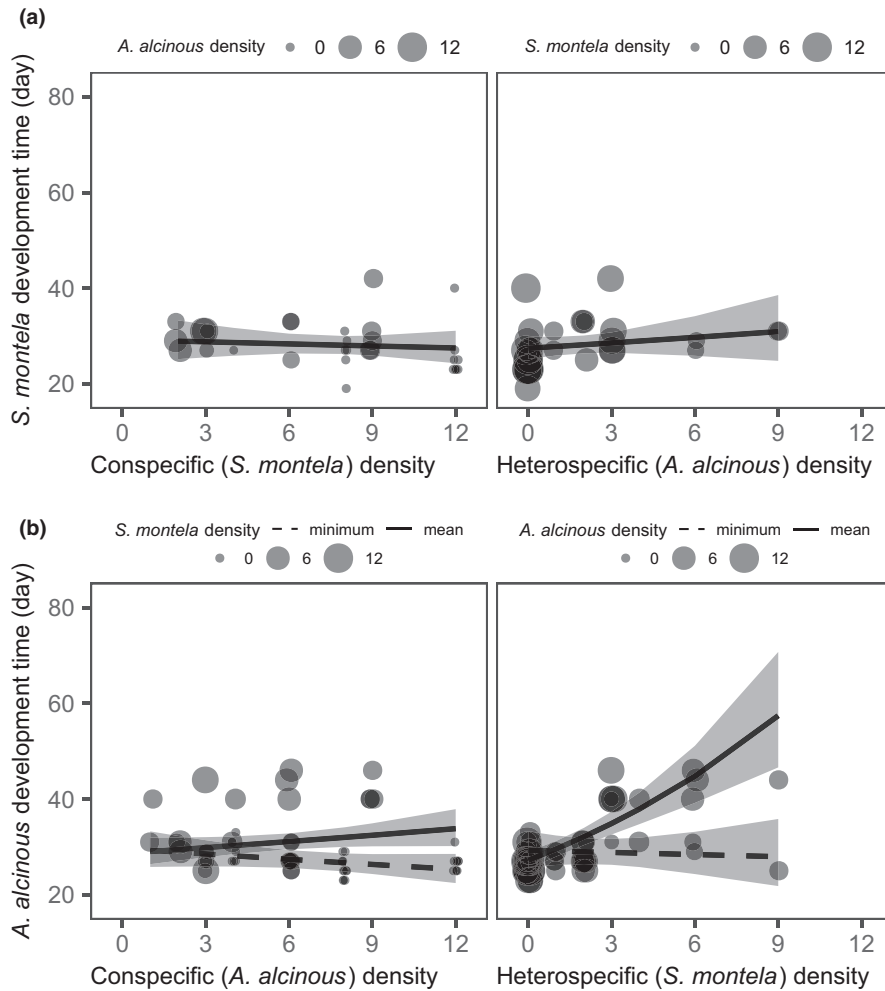 (a)
A. alcinous density 0 6 12
S. montela density 0 6 12
S. montela development time (day)
80
60
40
20
0 3 6 9 12
0 3 6 9 12
Conspecific (S. montela) density
Heterospecific (A. alcinous) density
(b)
S. montela density minimum mean
0 6 12
A. alcinous density minimum mean
0 6 12
A. alcinous development time (day)
80
60
40
20
0 3 6 9 12
0 3 6 9 12
Conspecific (A. alcinous) density
Heterospecific (S. montela) density